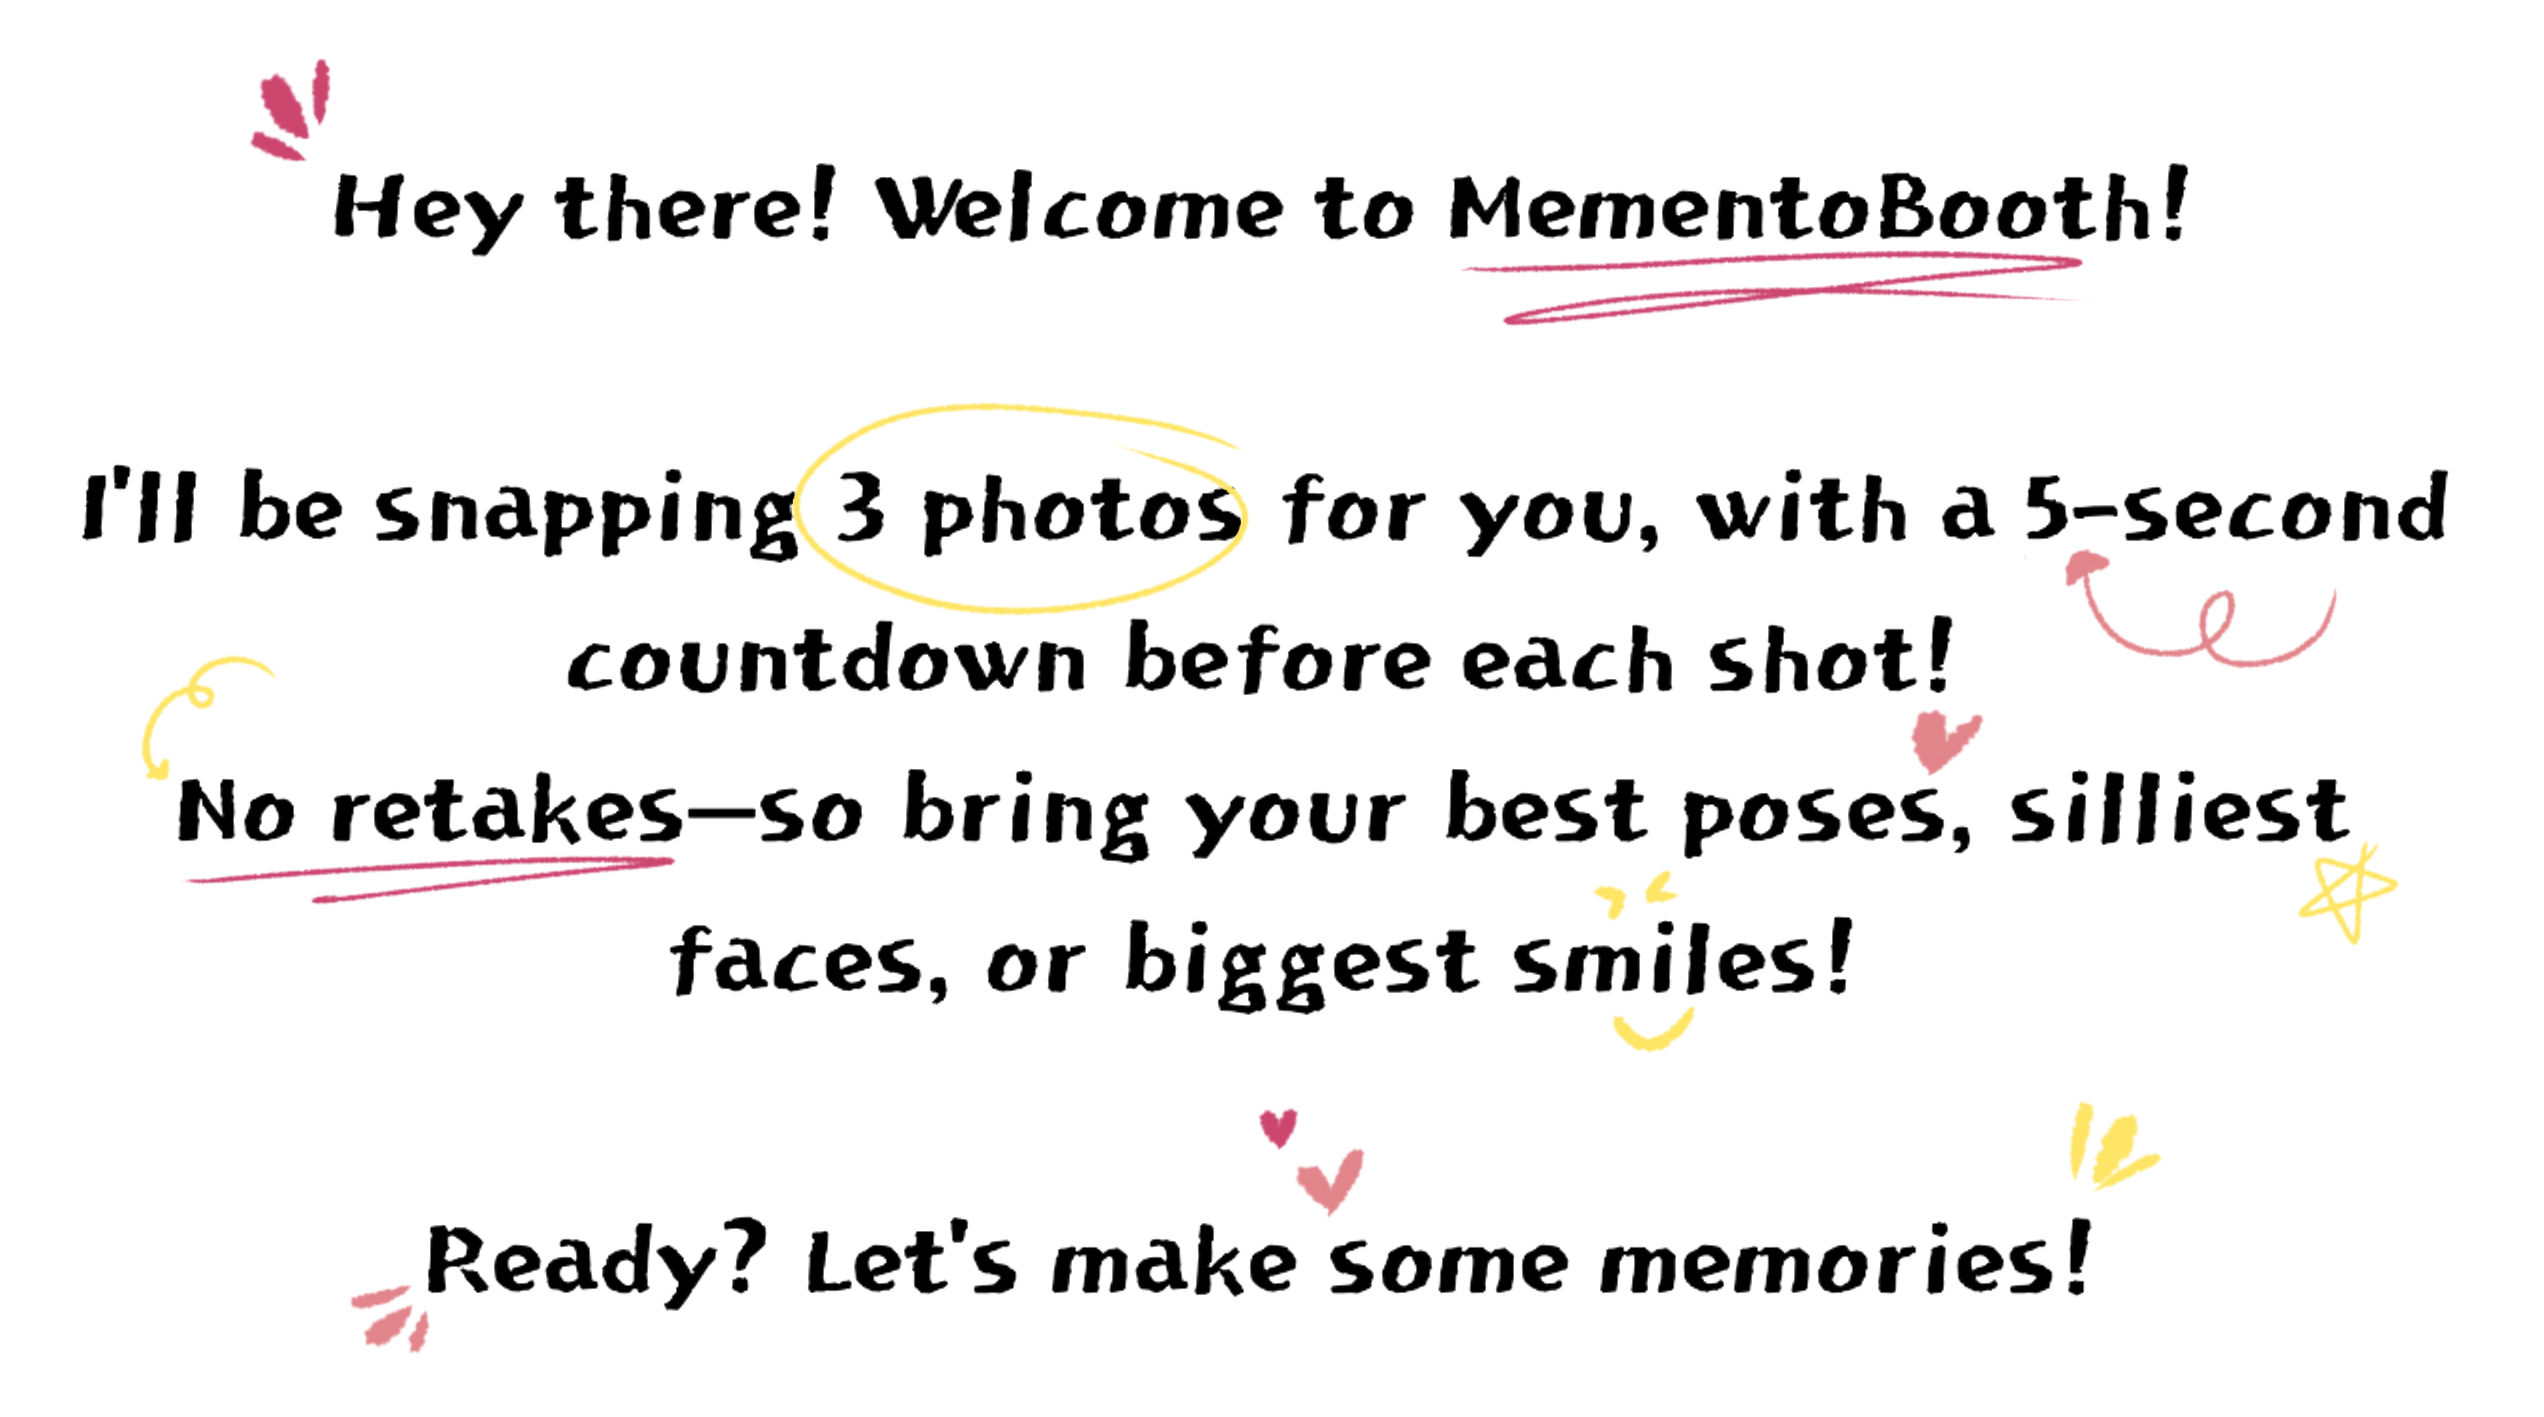 Hey there! Welcome to MementoBooth!
I'll be snapping 3 photos for you, with a 5-second
countdown before each shot!
No retakes—so bring your best poses, silliest
faces, or biggest smiles!
Ready? Let's make some memories!